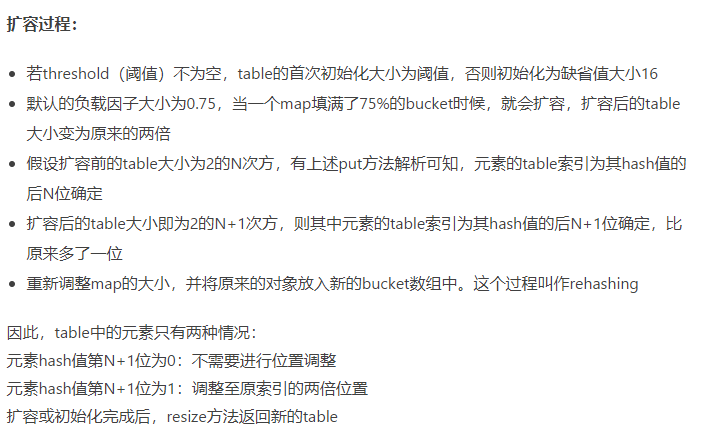 扩容过程：
若threshold（阈值）不为空，table的首次初始化大小为阈值，否则初始化为缺省值大小16
默认的负载因子大小为0.75，当一个map填满了75%的bucket时候，就会扩容，扩容后的table
大小变为原来的两倍
假设扩容前的table大小为2的N次方，有上述put方法解析可知，元素的table索引为其hash值的
后N位确定
扩容后的table大小即为2的N+1次方，则其中元素的table索引为其hash值的后N+1位确定，比
原来多了一位
重新调整map的大小，并将原来的对象放入新的bucket数组中。这个过程叫作rehashing
因此，table中的元素只有两种情况：
元素hash值第N+1位为0：不需要进行位置调整
元素hash值第N+1位为1：调整至原索引的两倍位置
扩容或初始化完成后，resize方法返回新的table